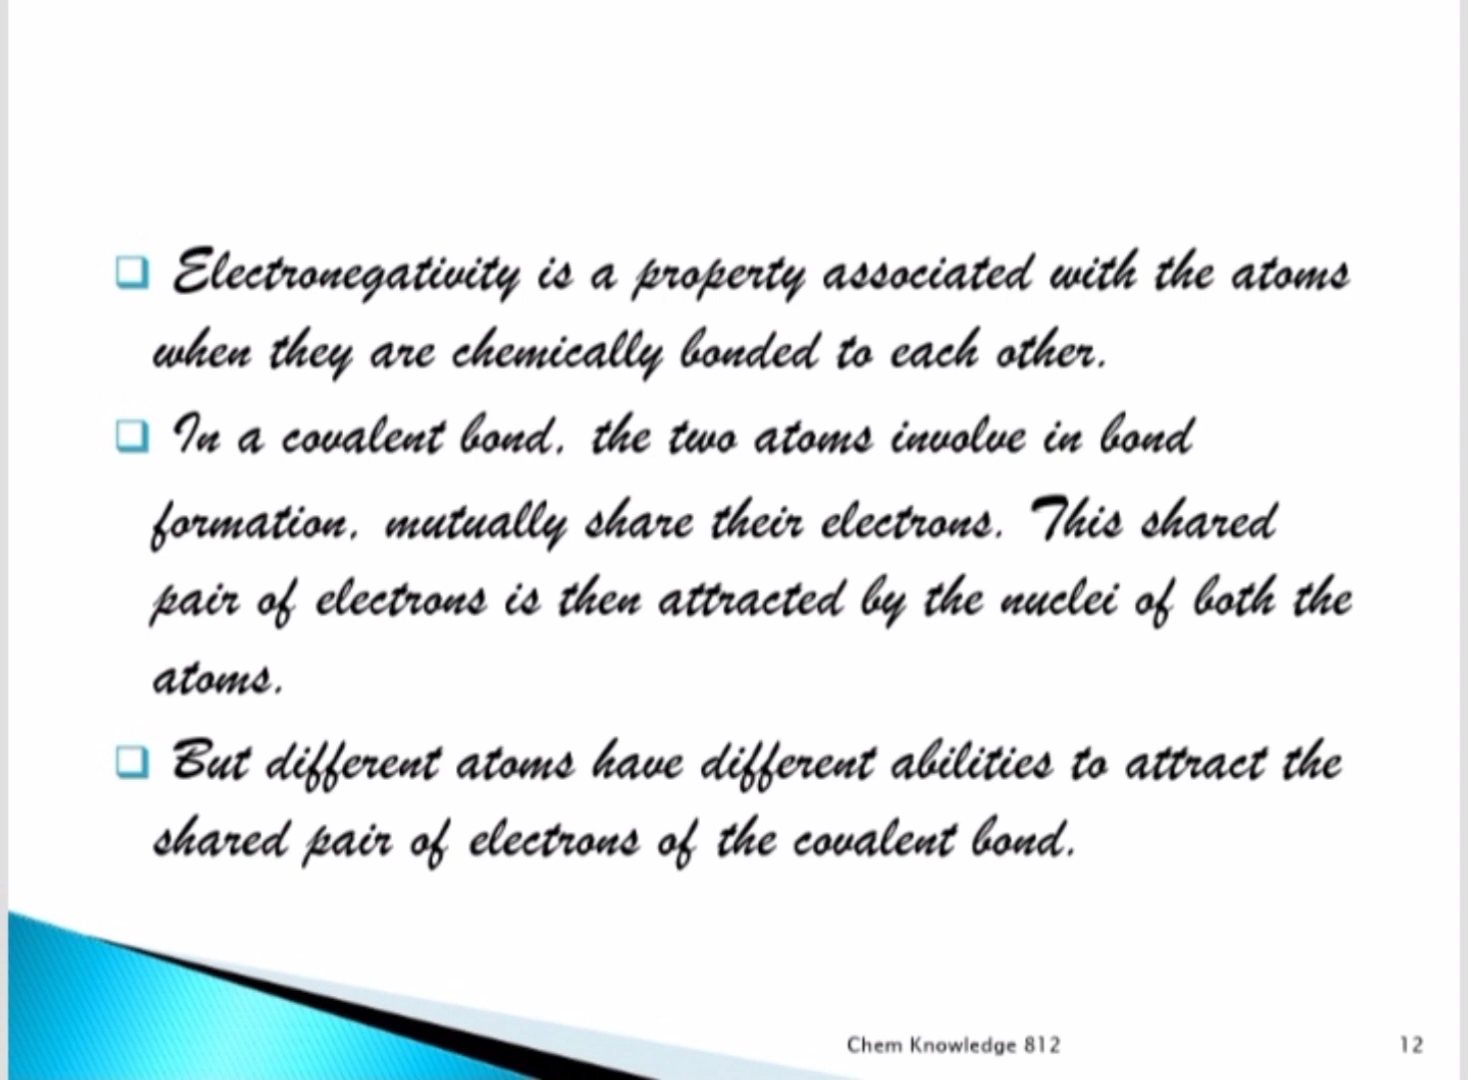 Electronegativity is a property associated with the atoms
when they are chemically bonded to each other.
In a covalent bond, the two atoms involve in bond
formation, mutually share their electrons. This shared
pair of electrons is then attracted by the nuclei of both the
atoms.
But different atoms have different abilities to attract the
shared pair of electrons of the covalent bond.
Chem Knowledge 812
12